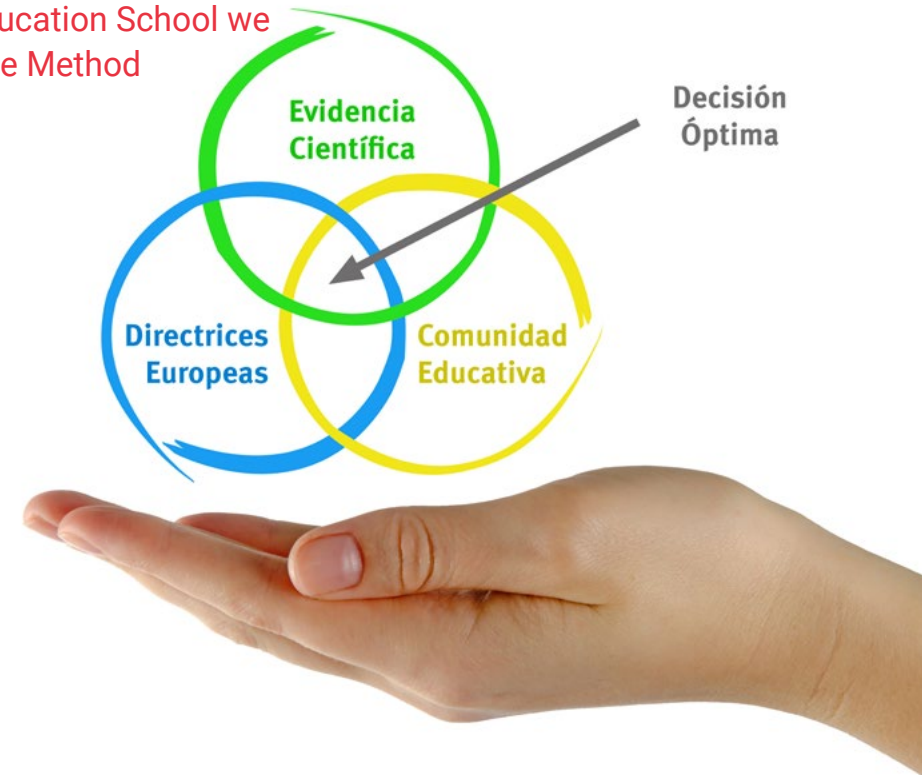 ucation School we
e Method
Evidencia
Científica
Decisión
Óptima
Directrices
Europeas
Comunidad
Educativa